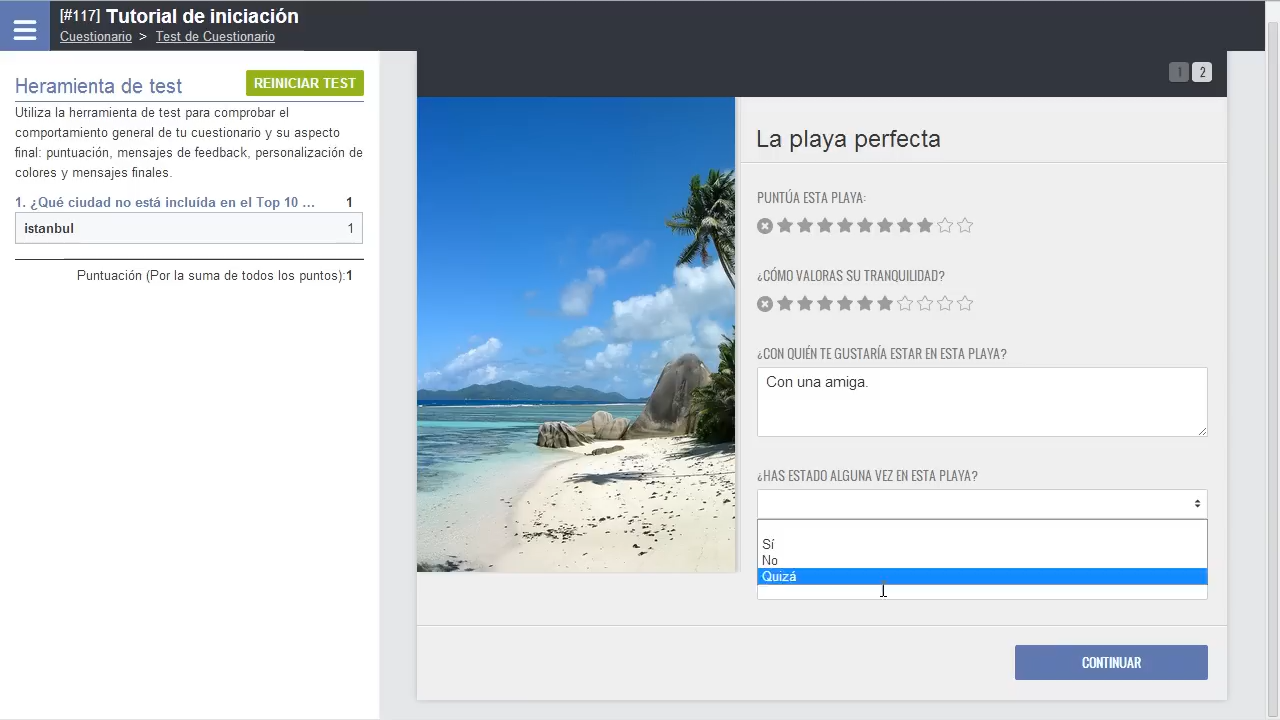 [#117] Tutorial de iniciación
Cuestionario > Test de Cuestionario
Heramienta de test
REINICIAR TEST
Utiliza la herramienta de test para comprobar el
comportamiento general de tu cuestionario y su aspecto
final: puntuación, mensajes de feedback, personalización de
colores y mensajes finales.
1. ¿Qué ciudad no está incluída en el Top 10 ... 1
istanbul 1
Puntuación (Por la suma de todos los puntos):1
1 2
La playa perfecta
PUNTÚA ESTA PLAYA:
¿CÓMO VALORAS SU TRANQUILIDAD?
¿CON QUIÉN TE GUSTARÍA ESTAR EN ESTA PLAYA?
Con una amiga.
¿HAS ESTADO ALGUNA VEZ EN ESTA PLAYA?
Sí
No
Quizá
CONTINUAR